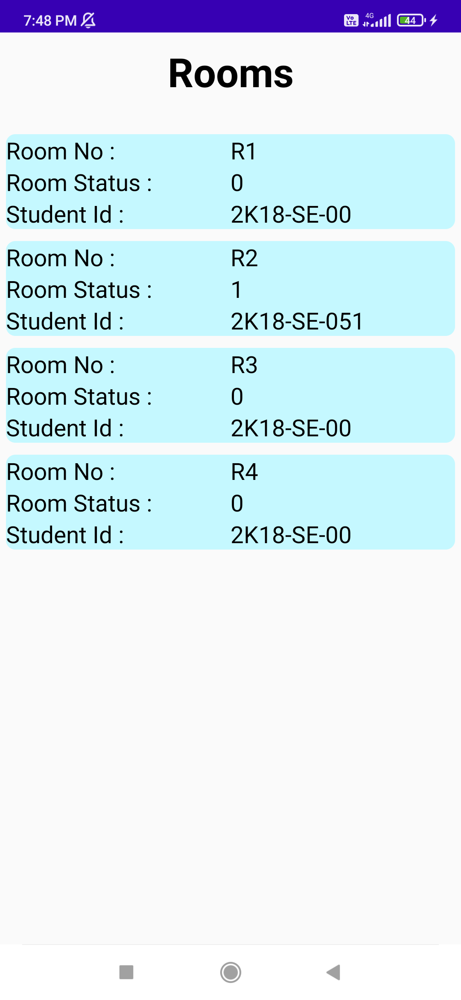 7:48 PM
Vo LTE 4G 44
Rooms
Room No : R1
Room Status : 0
Student Id : 2K18-SE-00
Room No : R2
Room Status : 1
Student Id : 2K18-SE-051
Room No : R3
Room Status : 0
Student Id : 2K18-SE-00
Room No : R4
Room Status : 0
Student Id : 2K18-SE-00